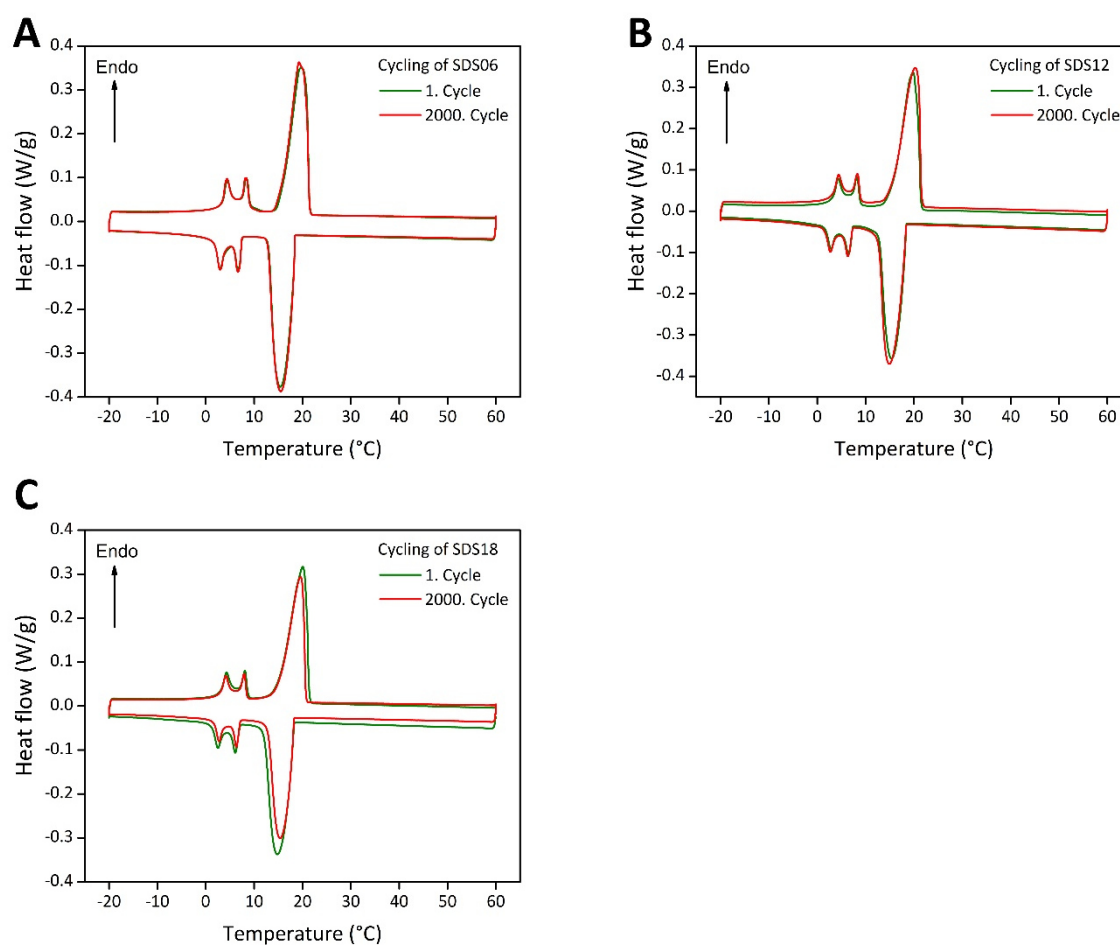 A
0.4
0.3
0.2
0.1
0.0
-0.1
-0.2
-0.3
-0.4
Heat flow (W/g)
Endo
Cycling of SDS06
1. Cycle
2000. Cycle
-20 -10 0 10 20 30 40 50 60
Temperature (°C)
B
0.4
0.3
0.2
0.1
0.0
-0.1
-0.2
-0.3
-0.4
Heat flow (W/g)
Endo
Cycling of SDS12
1. Cycle
2000. Cycle
-20 -10 0 10 20 30 40 50 60
Temperature (°C)
C
0.4
0.3
0.2
0.1
0.0
-0.1
-0.2
-0.3
-0.4
Heat flow (W/g)
Endo
Cycling of SDS18
1. Cycle
2000. Cycle
-20 -10 0 10 20 30 40 50 60
Temperature (°C)